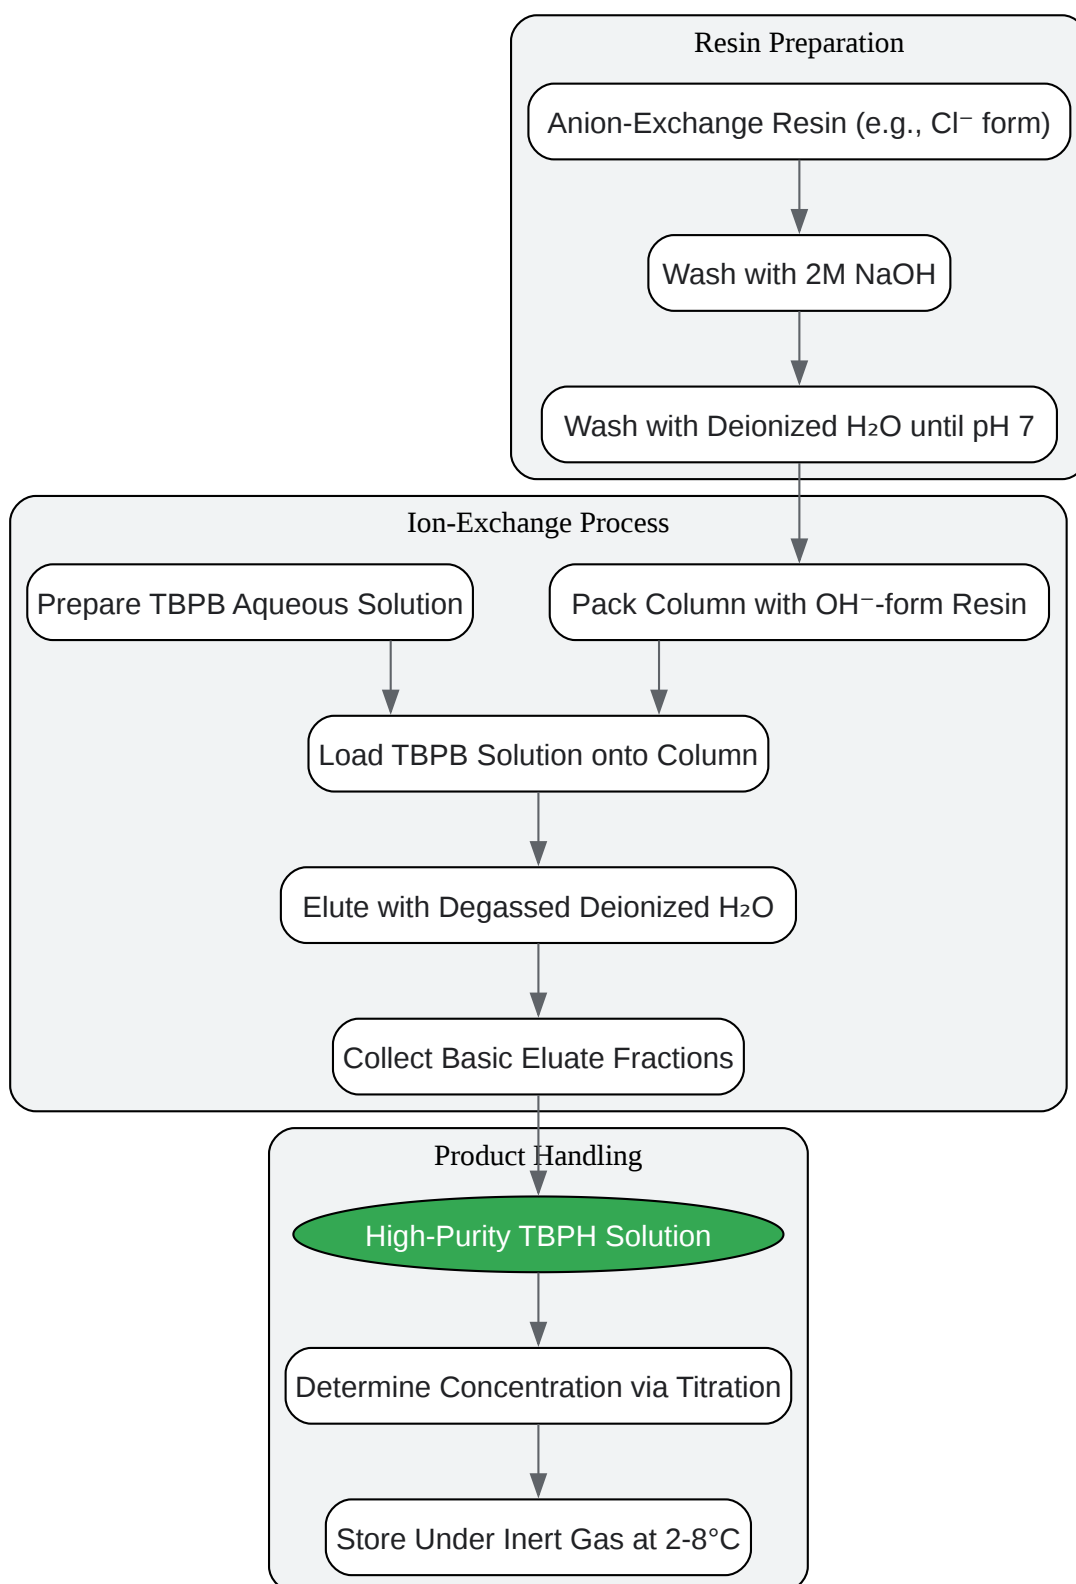 Resin Preparation
Anion-Exchange Resin (e.g., Cl⁻ form)
Wash with 2M NaOH
Wash with Deionized H₂O until pH 7
Ion-Exchange Process
Prepare TBPB Aqueous Solution
Pack Column with OH⁻-form Resin
Load TBPB Solution onto Column
Elute with Degassed Deionized H₂O
Collect Basic Eluate Fractions
Product Handling
High-Purity TBPH Solution
Determine Concentration via Titration
Store Under Inert Gas at 2-8°C